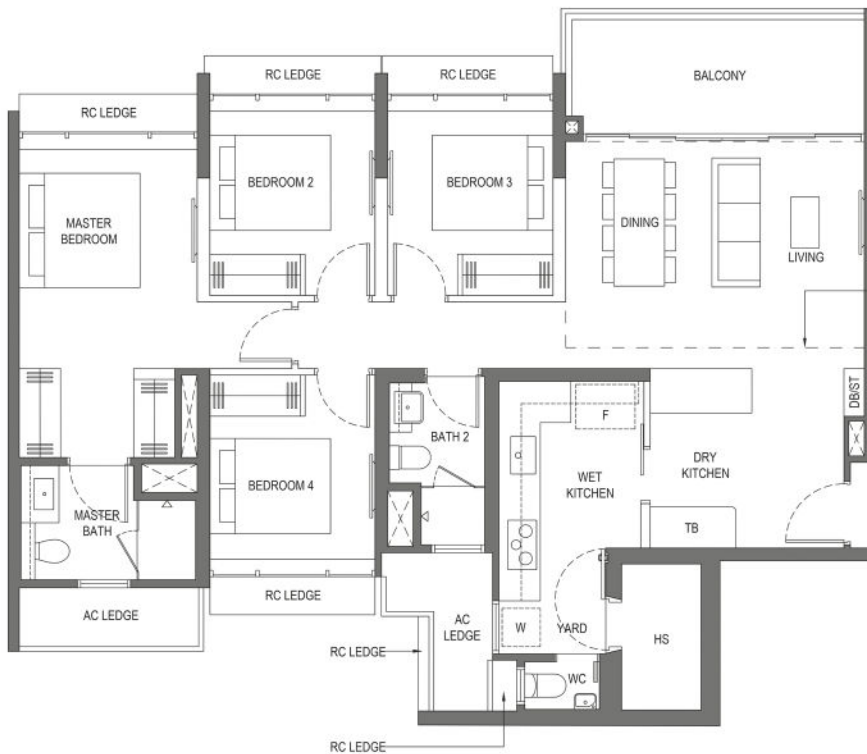 RC LEDGE
RC LEDGE
BALCONY
RC LEDGE
BEDROOM 2
BEDROOM 3
MASTER
BEDROOM
DINING
LIVING
DB/ST
F
BATH 2
WET
KITCHEN
DRY
KITCHEN
BEDROOM 4
MASTER
BATH
TB
RC LEDGE
AC LEDGE
AC
LEDGE
W
YARD
HS
RC LEDGE
WC
RC LEDGE